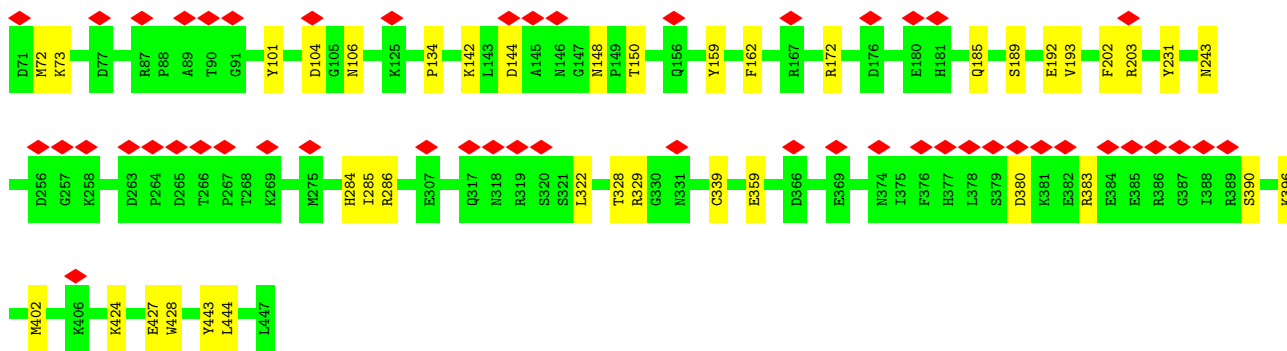 D71 M72 K73 D77 R87 P88 A89 T90 G91 Y101 D104 G105 N106 K125 P134 K142 L143 D144 A145 N146 G147 N148 P149 T150 Q156 Y159 F162 R167 R172 D176 E180 H181 Q185 S189 E192 V193 F202 R203 Y231 N243
D256 G257 K258 D263 P264 D265 T266 P267 T268 K269 M275 H284 I285 R286 E307 Q317 N318 R319 S320 S321 L322 T328 R329 G330 N331 C339 E359 D366 E369 N374 I375 F376 H377 L378 S379 D380 K381 E382 R383 E384 E385 R386 G387 I388 R389 S390 K396
M402 K406 K424 E427 W428 Y443 L444 L447